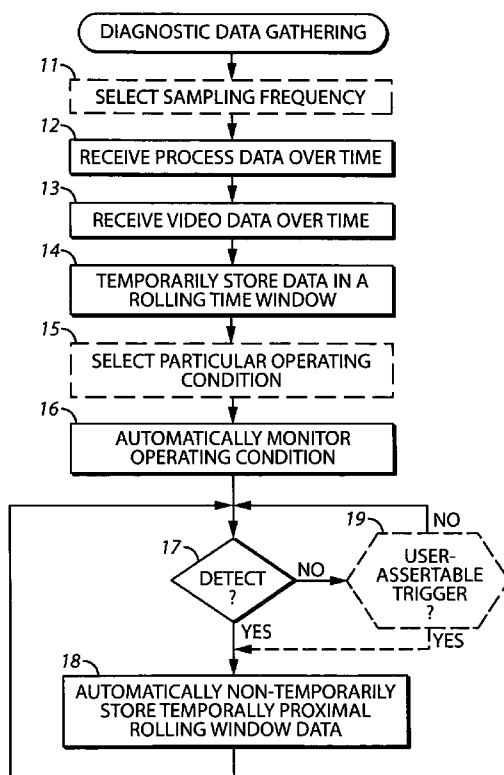 DIAGNOSTIC DATA GATHERING
11
SELECT SAMPLING FREQUENCY
12
RECEIVE PROCESS DATA OVER TIME
13
RECEIVE VIDEO DATA OVER TIME
14
TEMPORARILY STORE DATA IN A
ROLLING TIME WINDOW
15
SELECT PARTICULAR OPERATING
CONDITION
16
AUTOMATICALLY MONITOR
OPERATING CONDITION
17
DETECT
?
NO
YES
19
NO
USER-
ASSERTABLE
TRIGGER
?
YES
18
AUTOMATICALLY NON-TEMPORARILY
STORE TEMPORALLY PROXIMAL
ROLLING WINDOW DATA